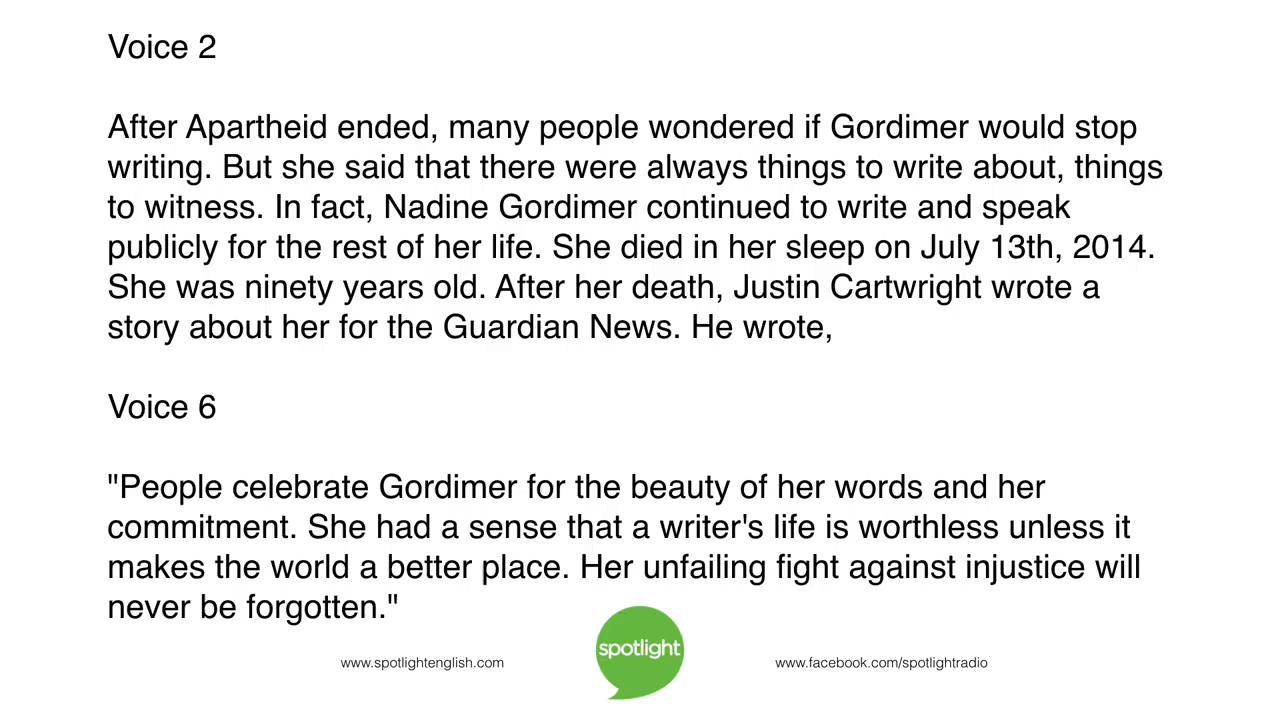 Voice 2
After Apartheid ended, many people wondered if Gordimer would stop
writing. But she said that there were always things to write about, things
to witness. In fact, Nadine Gordimer continued to write and speak
publicly for the rest of her life. She died in her sleep on July 13th, 2014.
She was ninety years old. After her death, Justin Cartwright wrote a
story about her for the Guardian News. He wrote,
Voice 6
"People celebrate Gordimer for the beauty of her words and her
commitment. She had a sense that a writer's life is worthless unless it
makes the world a better place. Her unfailing fight against injustice will
never be forgotten."
www.spotlightenglish.com
spotlight
www.facebook.com/spotlightradio